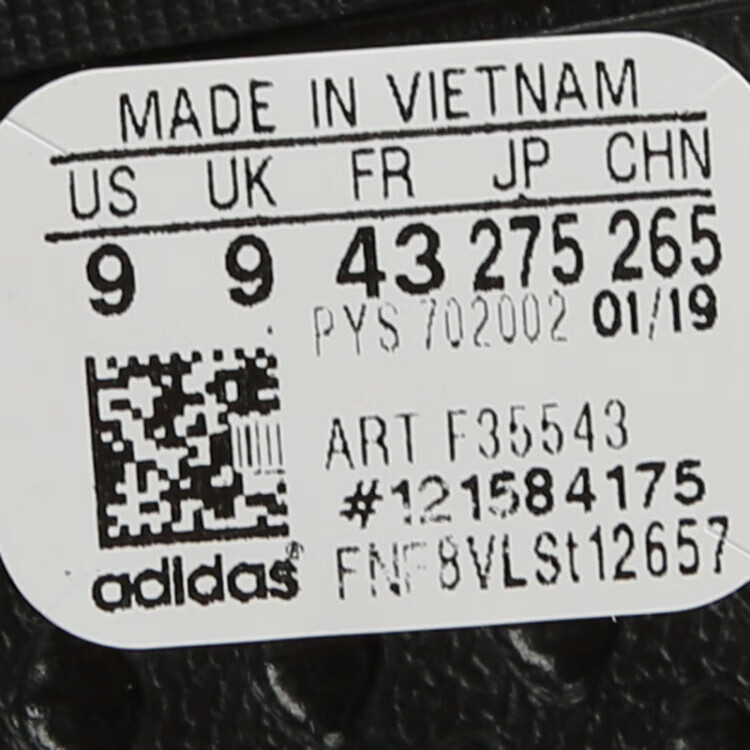 MADE IN VIETNAM
US UK FR JP CHN
9 9 43 275 265
PYS 702002 01/19
ART F35543
#121584175
adidas® FNF8VLSt12657